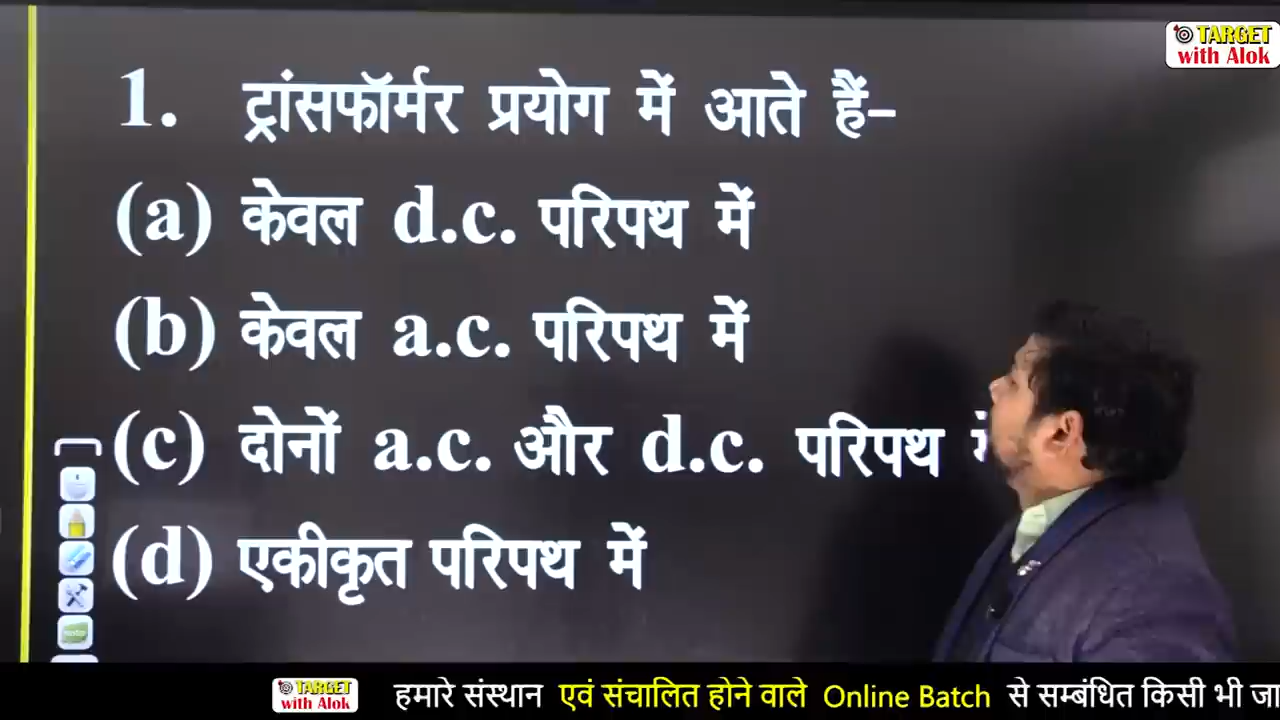 TARGET
with Alok
1. ट्रांसफॉर्मर प्रयोग में आते हैं-
(a) केवल d.c. परिपथ में
(b) केवल a.c. परिपथ में
(c) दोनों a.c. और d.c. परिपथ
(d) एकीकृत परिपथ में
TARGET
with Alok
हमारे संस्थान एवं संचालित होने वाले Online Batch से सम्बंधित किसी भी